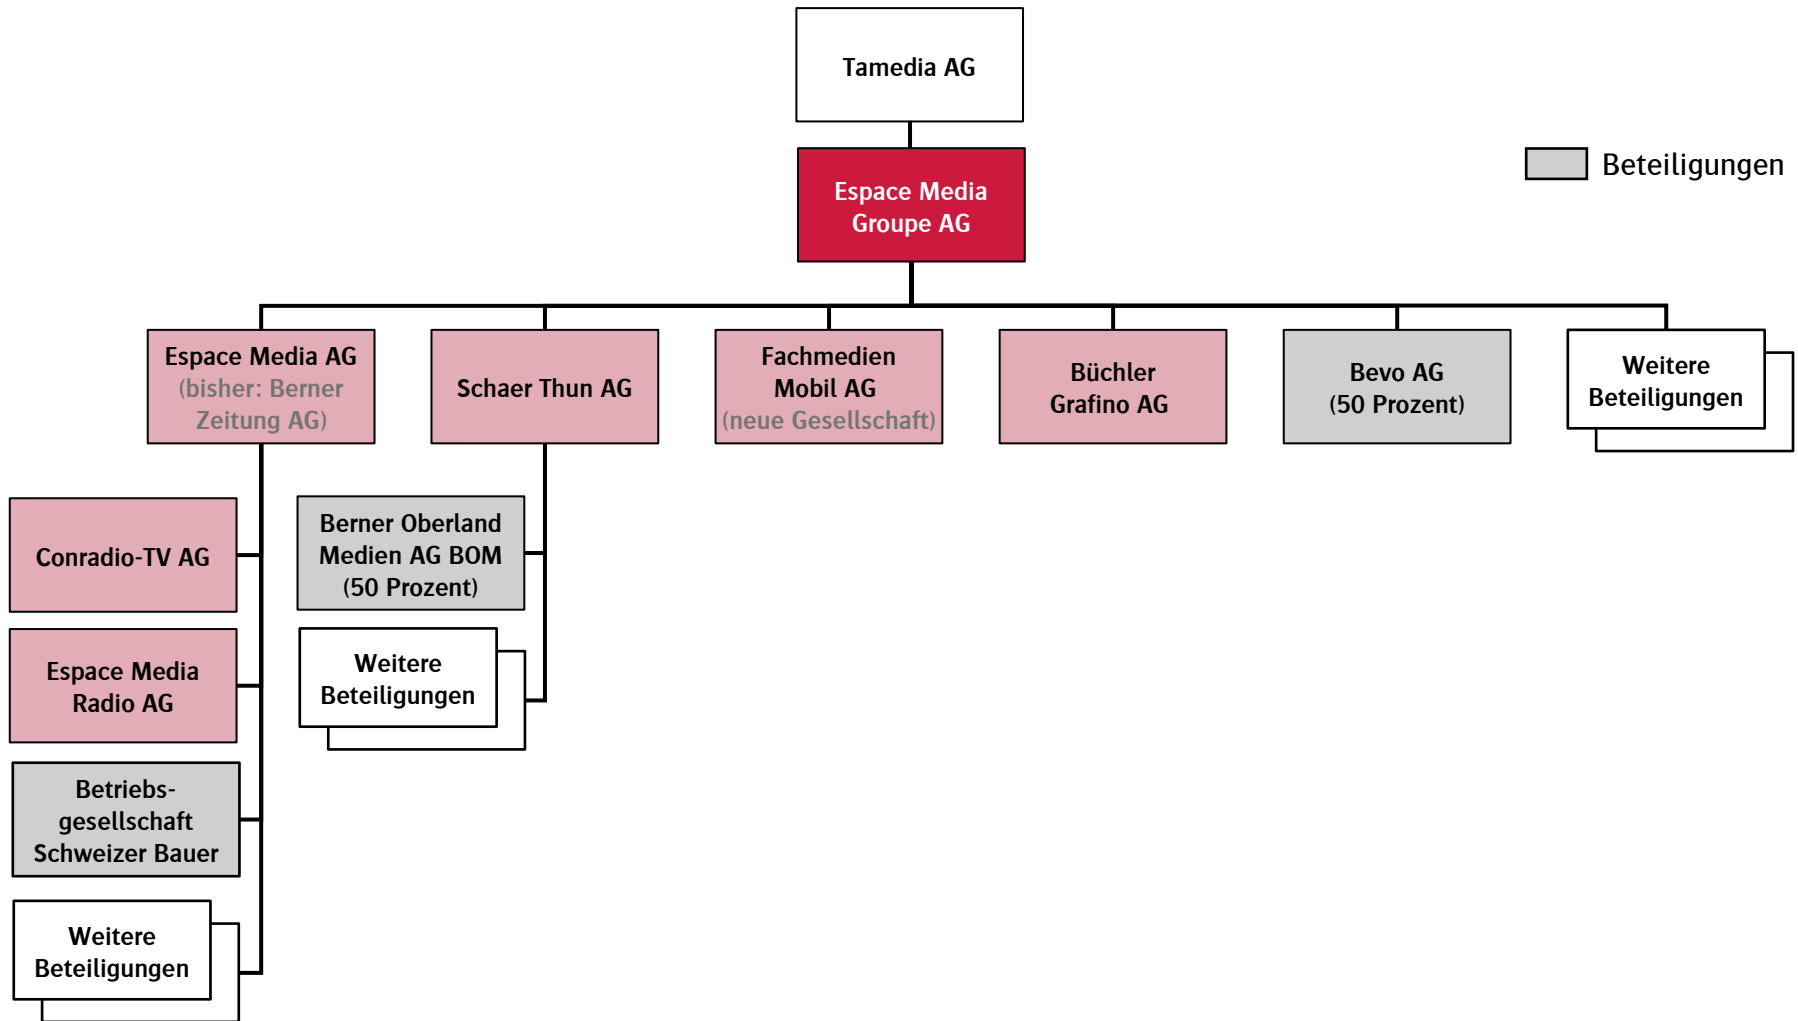 Tamedia AG
Beteiligungen
Espace Media
Groupe AG
Espace Media AG
(bisher: Berner
Zeitung AG)
Schaer Thun AG
Fachmedien
Mobil AG
(neue Gesellschaft)
Büchler
Grafino AG
Bevo AG
(50 Prozent)
Weitere
Beteiligungen
Conradio-TV AG
Espace Media
Radio AG
Betriebs-
gesellschaft
Schweizer Bauer
Weitere
Beteiligungen
Berner Oberland
Medien AG BOM
(50 Prozent)
Weitere
Beteiligungen